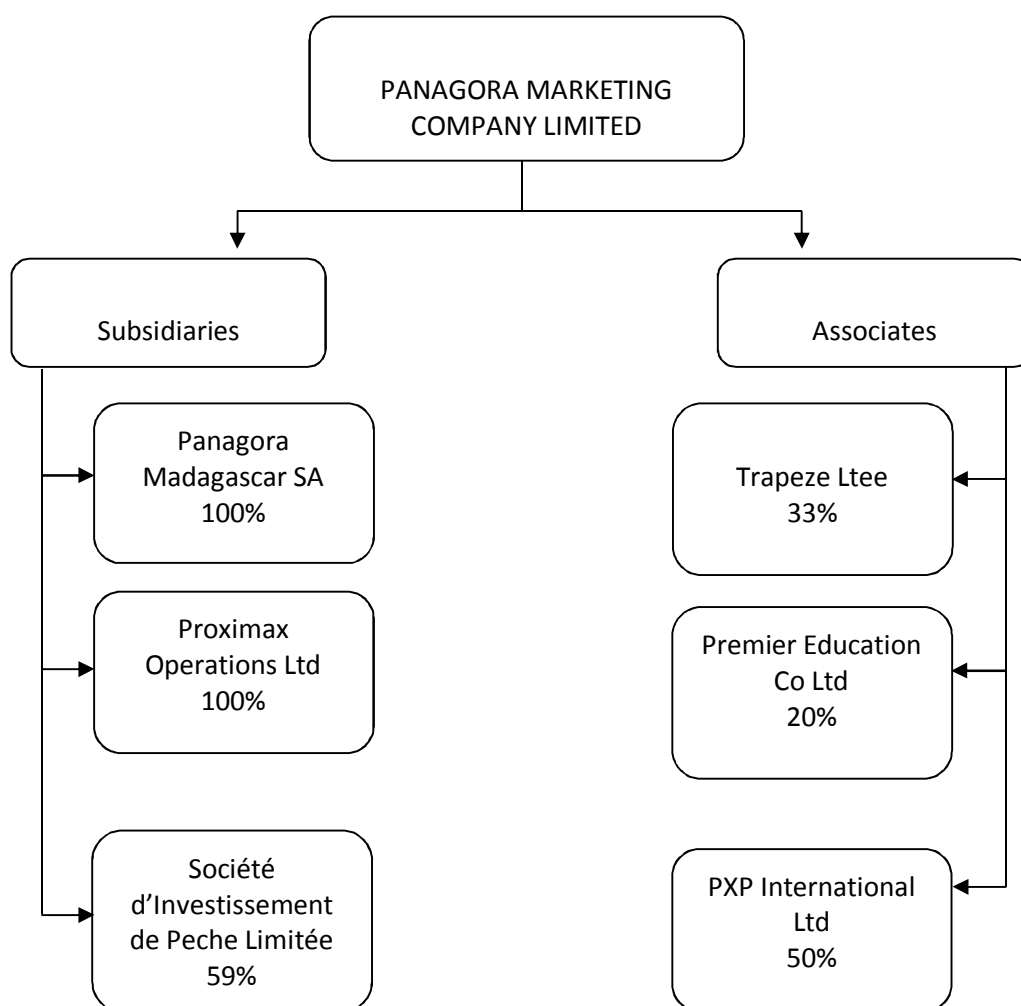 PANAGORA MARKETING
COMPANY LIMITED
Subsidiaries
Associates
Panagora
Madagascar SA
100%
Trapeze Ltee
33%
Proximax
Operations Ltd
100%
Premier Education
Co Ltd
20%
Société
d’Investissement
de Peche Limitée
59%
PXP International
Ltd
50%